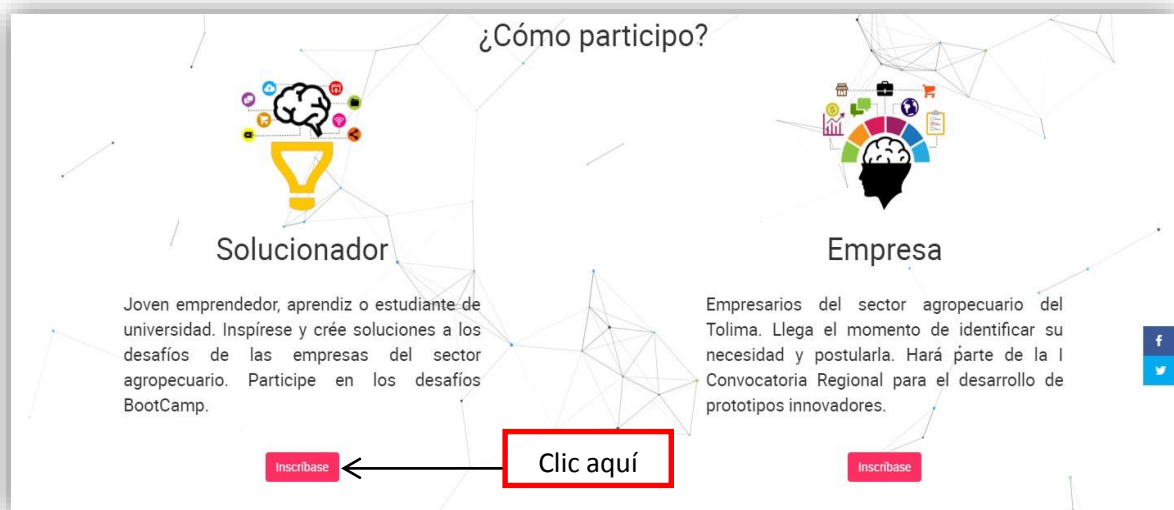 ¿Cómo participo?
Solucionador
Joven emprendedor, aprendiz o estudiante de
universidad. Inspírese y crée soluciones a los
desafíos de las empresas del sector
agropecuario. Participe en los desafíos
BootCamp.
Inscríbase
Clic aquí
Empresa
Empresarios del sector agropecuario del
Tolima. Llega el momento de identificar su
necesidad y postularla. Hará parte de la I
Convocatoria Regional para el desarrollo de
prototipos innovadores.
Inscríbase